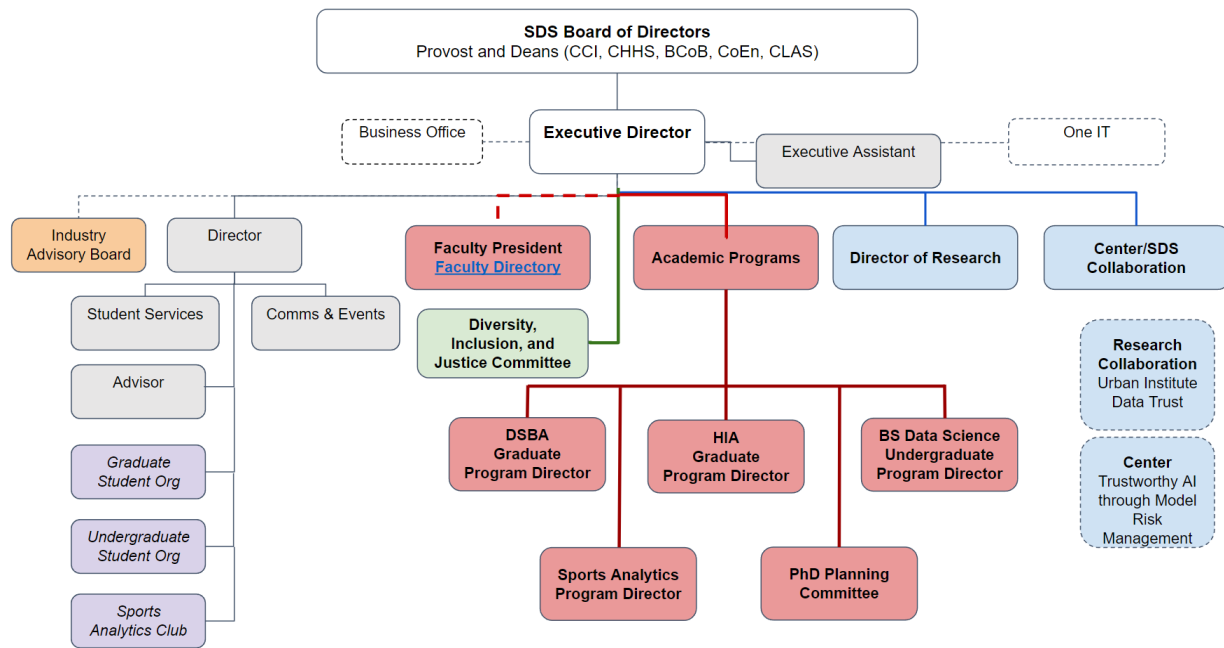 SDS Board of Directors
Provost and Deans (CCI, CHHS, BCoB, CoEn, CLAS)
Business Office
Executive Director
Executive Assistant
One IT
Industry
Advisory Board
Director
Faculty President
Faculty Directory
Academic Programs
Director of Research
Center/SDS
Collaboration
Student Services
Comms & Events
Diversity,
Inclusion, and
Justice Committee
Research
Collaboration
Urban Institute
Data Trust
Advisor
DSBA
Graduate
Program Director
HIA
Graduate
Program Director
BS Data Science
Undergraduate
Program Director
Center
Trustworthy AI
through Model
Risk
Management
Graduate
Student Org
Undergraduate
Student Org
Sports Analytics
Program Director
PhD Planning
Committee
Sports
Analytics Club